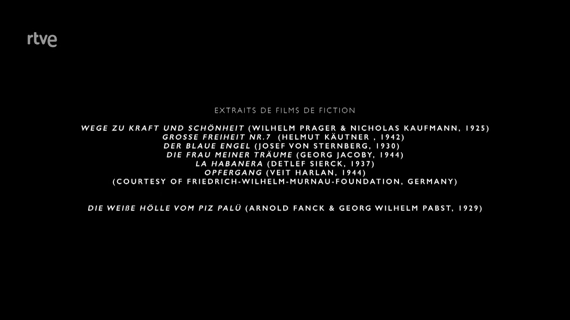 rtve
EXTRAITS DE FILMS DE FICTION
WEGE ZU KRAFT UND SCHÖNHEIT (WILHELM PRAGER & NICHOLAS KAUFMANN, 1925)
GROSSE FREIHEIT NR.7 (HELMUT KÄUTNER , 1942)
DER BLAUE ENGEL (JOSEF VON STERNBERG, 1930)
DIE FRAU MEINER TRÄUME (GEORG JACOBY, 1944)
LA HABANERA (DETLEF SIERCK, 1937)
OPFERGANG (VEIT HARLAN, 1944)
(COURTESY OF FRIEDRICH-WILHELM-MURNAU-FOUNDATION, GERMANY)
DIE WEIẞE HÖLLE VOM PIZ PALÜ (ARNOLD FANCK & GEORG WILHELM PABST, 1929)